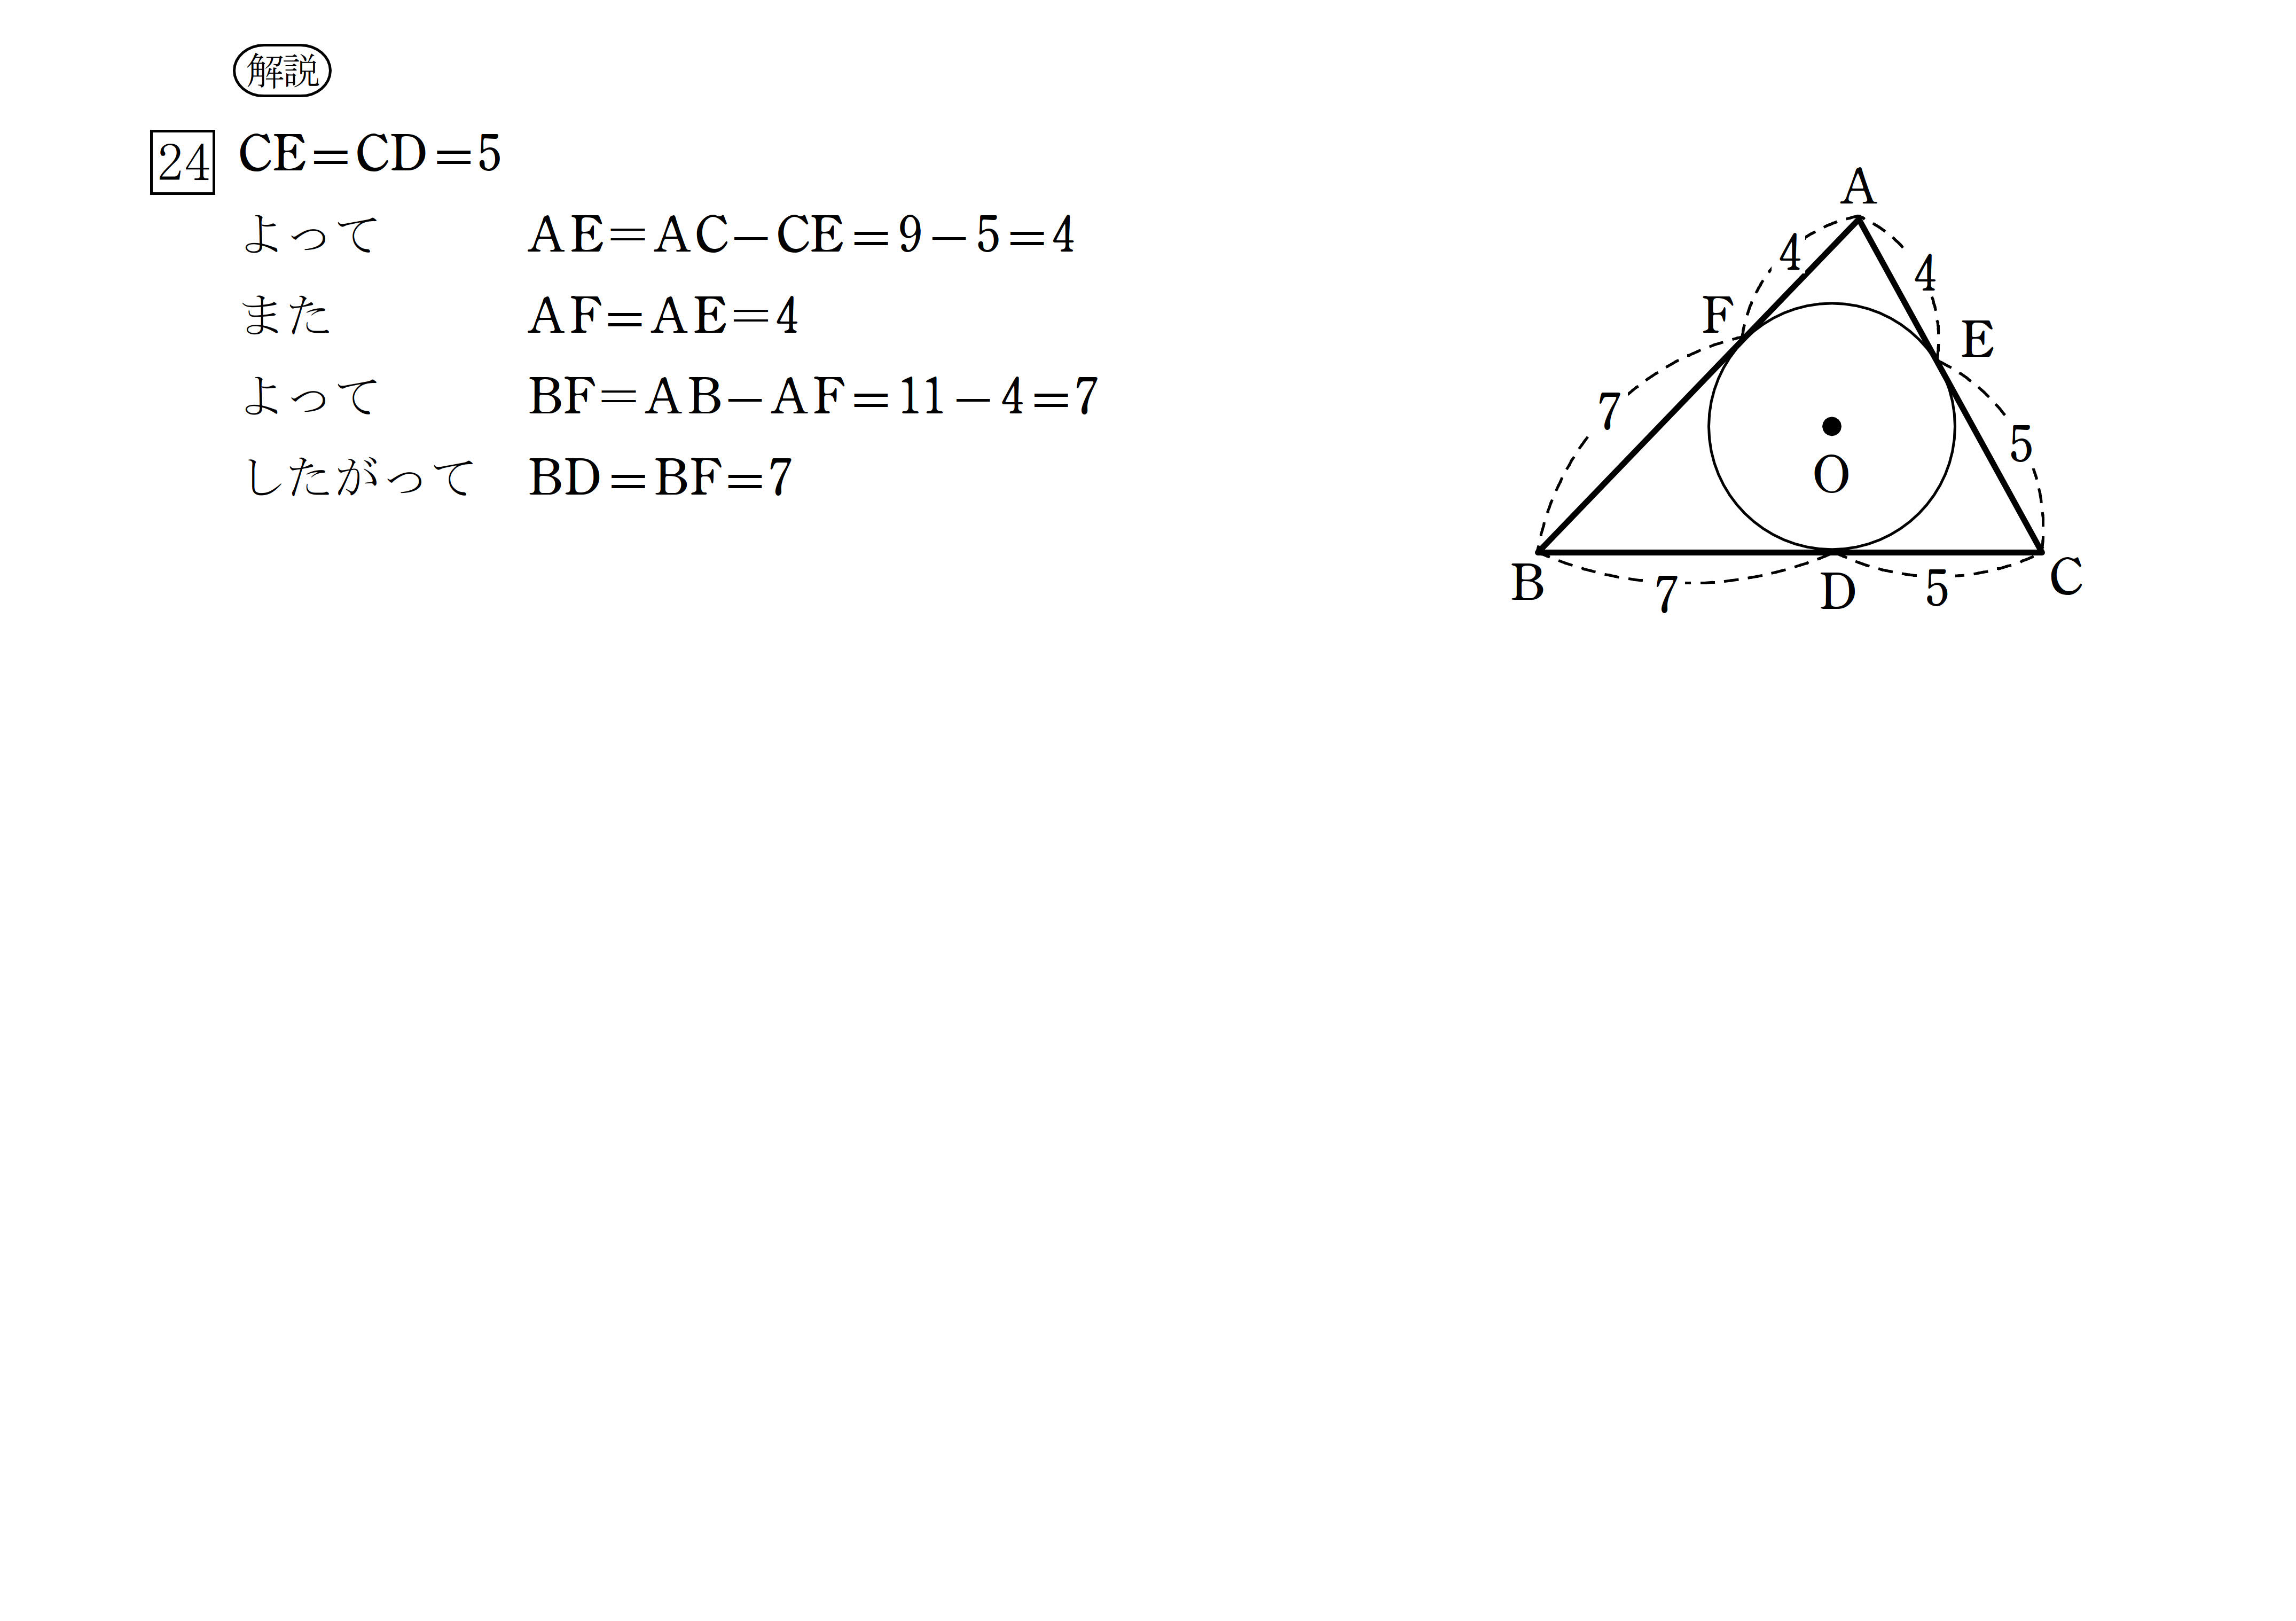 解説
24 CE=CD=5
よって AE=AC-CE=9-5=4
また AF=AE=4
よって BF=AB-AF=11-4=7
したがって BD=BF=7
A
4
4
F
E
7
5
O
B
7
D
5
C